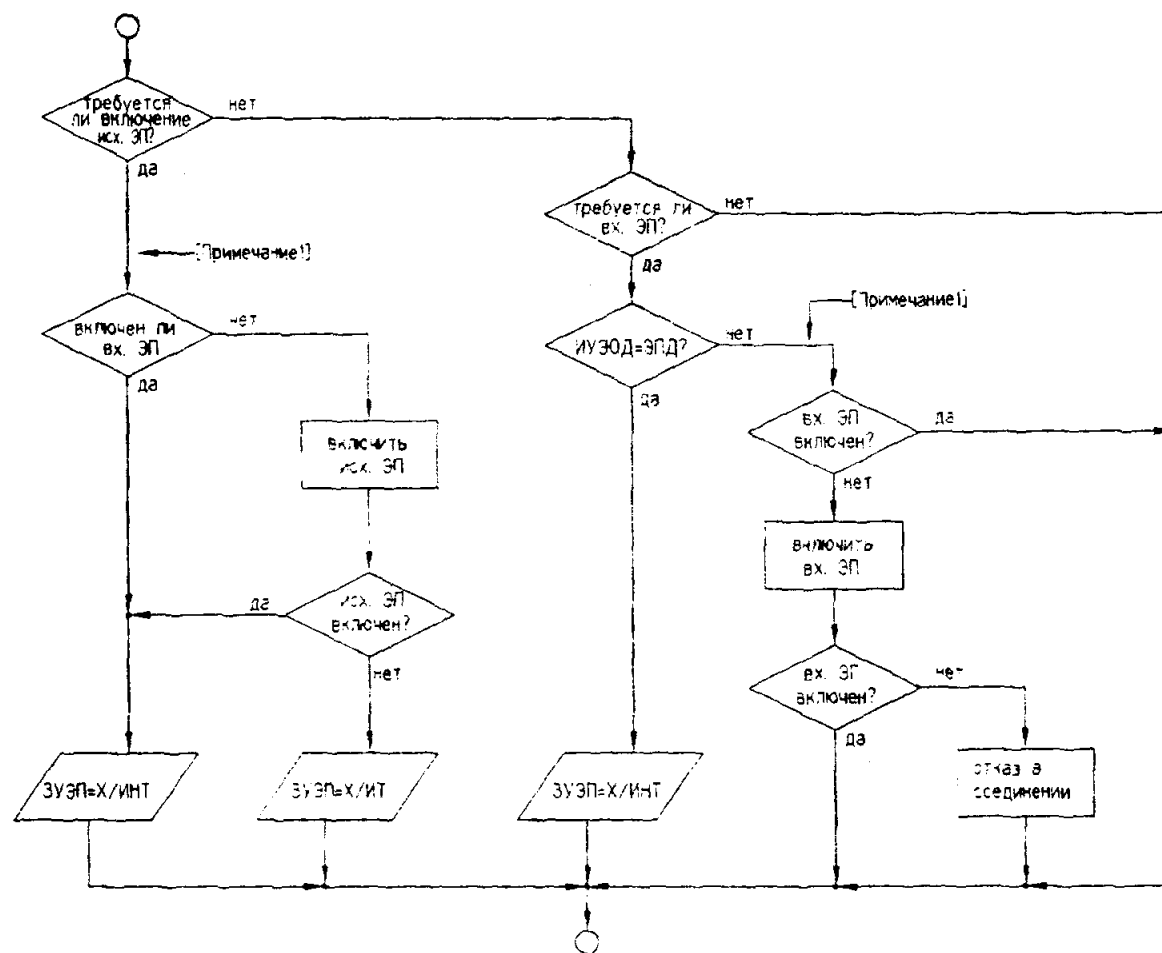 требуется
ли включение
исх. ЭП?
нет
да
[Примечание1]
включен ли
вх. ЭП
нет
да
включить
исх. ЭП
исх. ЭП
включен?
да
нет
ЗУЭП=Х/ИНТ
ЗУЭП=Х/ИТ
требуется ли
вх. ЭП?
нет
да
[Примечание1]
ИУЭОД=ЭПД?
нет
да
вх. ЭП
включен?
да
нет
включить
вх. ЭП
вх. ЭП
включен?
нет
да
ЗУЭП=Х/ИНТ
отказ в
соединении